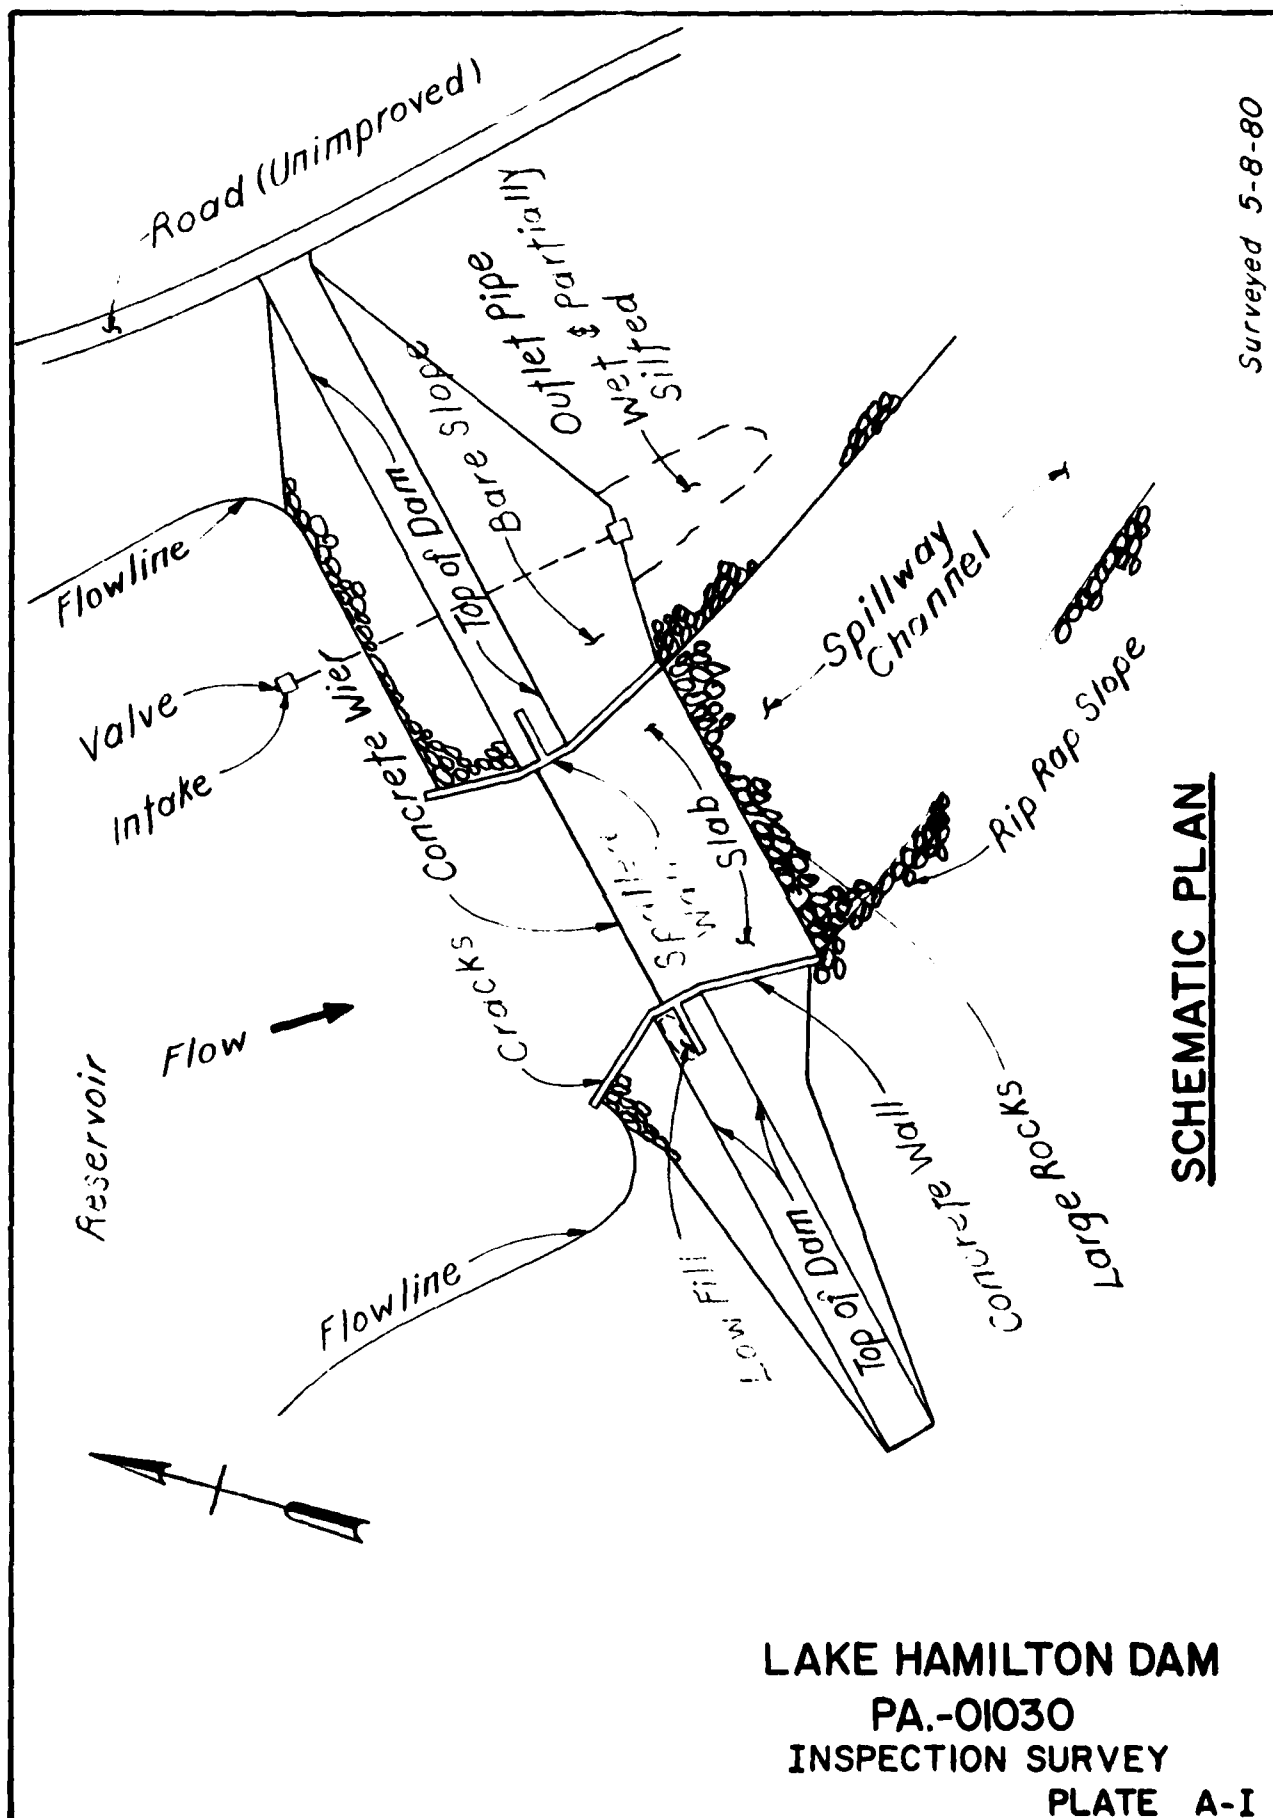 Road (Unimproved)
Outlet Pipe
Wet & Partially
Silted
Surveyed 5-8-80
Bare Slope
Top of Dam
Flowline
Spillway
Channel
Valve
Intake
Concrete Wier
Slab
Rip Rap Slope
Cracks
Flow
Reservoir
Large Rocks
Concrete Wall
Low Fill
Flowline
Top of Dam
SCHEMATIC PLAN
LAKE HAMILTON DAM
PA.-01030
INSPECTION SURVEY
PLATE A-I